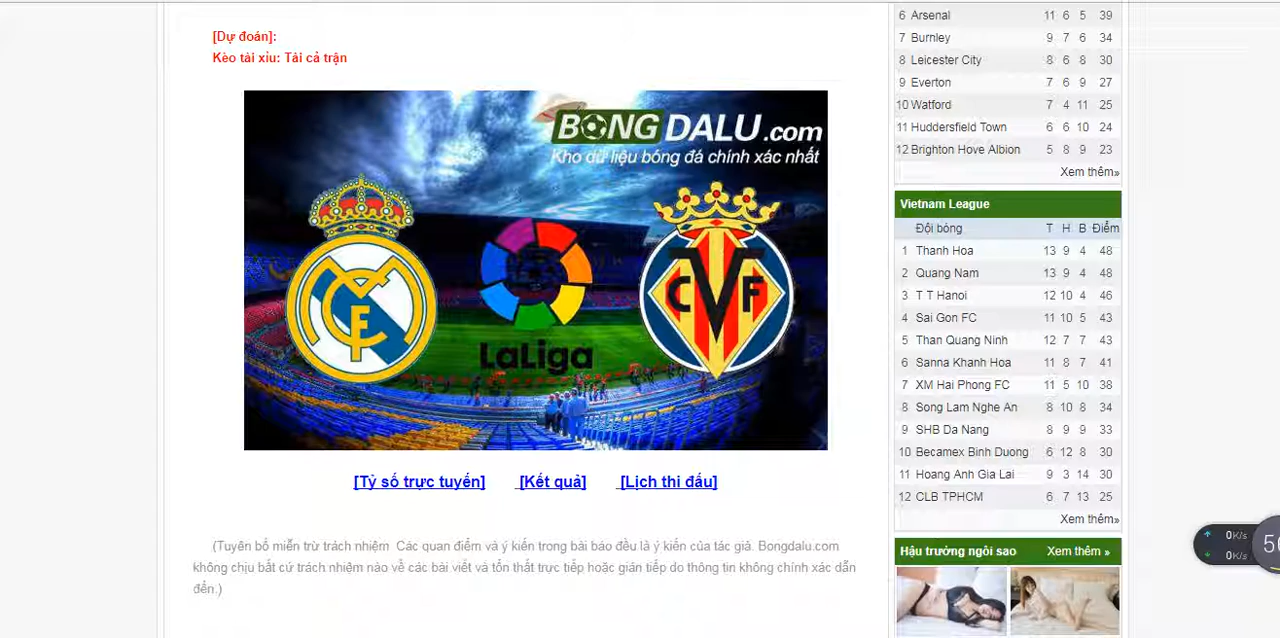 [Dự đoán]:
Kèo tài xỉu: Tài cả trận
BONGDALU.com
Kho dữ liệu bóng đá chính xác nhất
CVF
LaLiga
[Tỷ số trực tuyến] [Kết quả] [Lịch thi đấu]
(Tuyên bố miễn trừ trách nhiệm Các quan điểm và ý kiến trong bài báo đều là ý kiến của tác giả. Bongdalu.com
không chịu bất cứ trách nhiệm nào về các bài viết và tổn thất trực tiếp hoặc gián tiếp do thông tin không chính xác dẫn
đến.)
6 Arsenal 11 6 5 39
7 Burnley 9 7 6 34
8 Leicester City 8 6 8 30
9 Everton 7 6 9 27
10 Watford 7 4 11 25
11 Huddersfield Town 6 6 10 24
12 Brighton Hove Albion 5 8 9 23
Xem thêm»
Vietnam League
Đội bóng T H B Điểm
1 Thanh Hoa 13 9 4 48
2 Quang Nam 13 9 4 48
3 T T Hanoi 12 10 4 46
4 Sai Gon FC 11 10 5 43
5 Than Quang Ninh 12 7 7 43
6 Sanna Khanh Hoa 11 8 7 41
7 XM Hai Phong FC 11 5 10 38
8 Song Lam Nghe An 8 10 8 34
9 SHB Da Nang 8 9 9 33
10 Becamex Binh Duong 6 12 8 30
11 Hoang Anh Gia Lai 9 3 14 30
12 CLB TPHCM 6 7 13 25
Xem thêm»
Hậu trường ngôi sao Xem thêm »
0K/s
0K/s